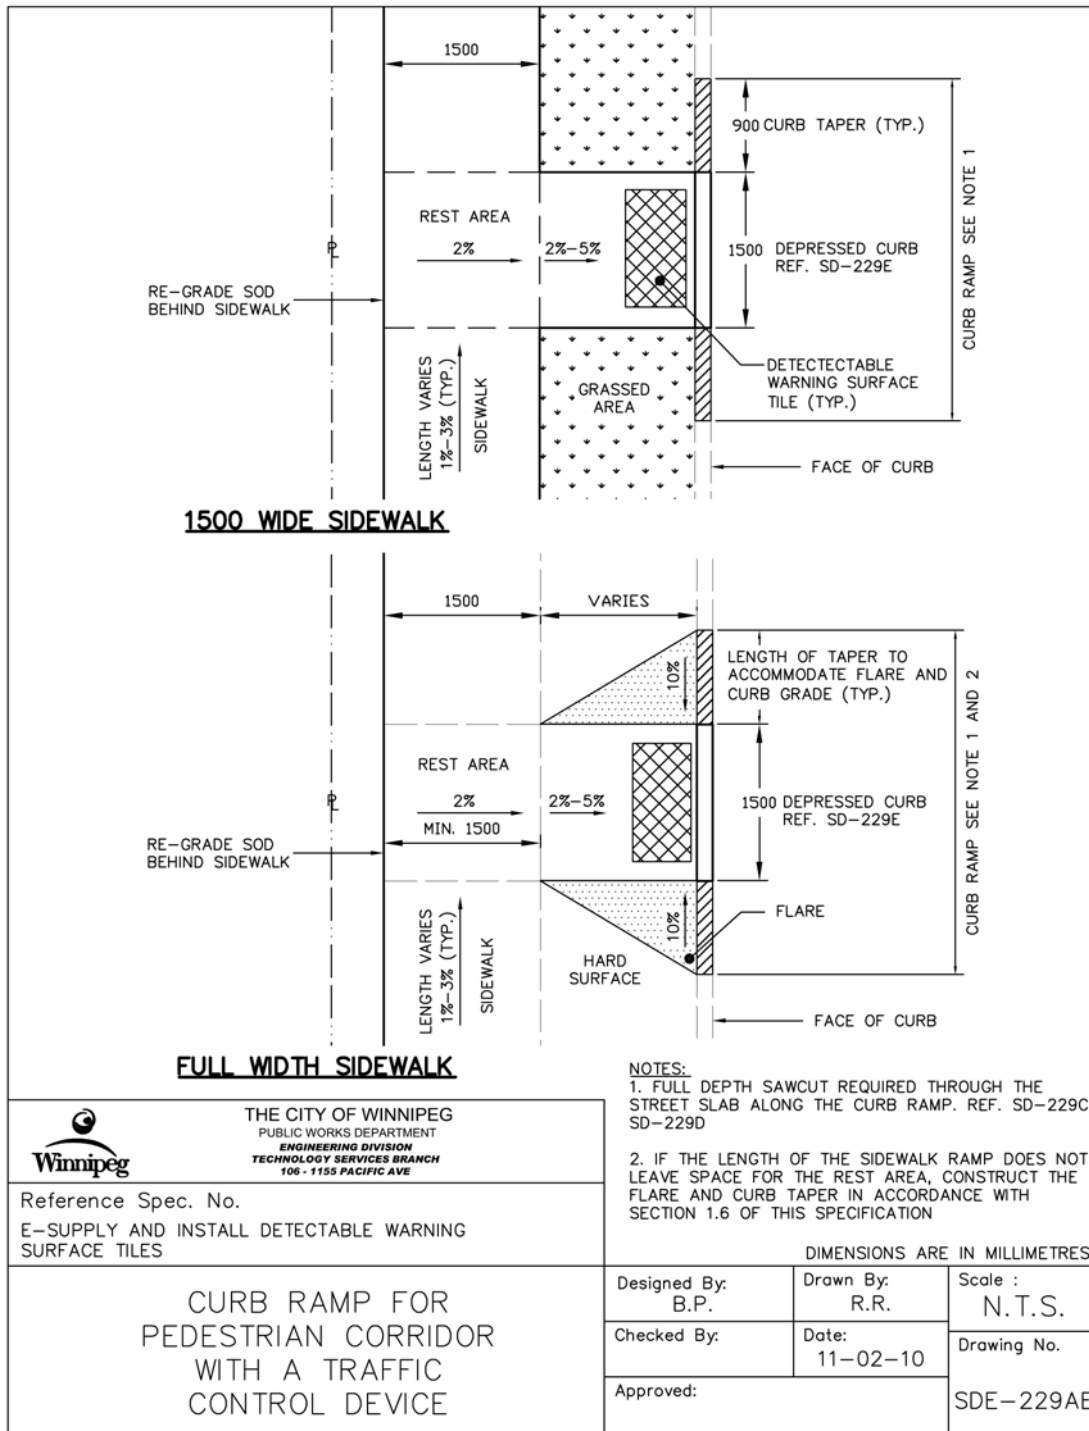 1500
900 CURB TAPER (TYP.)
CURB RAMP SEE NOTE 1
REST AREA
2%
2%-5%
1500 DEPRESSED CURB
REF. SD-229E
PL
RE-GRADE SOD
BEHIND SIDEWALK
LENGTH VARIES
1%-3% (TYP.)
SIDEWALK
GRASSED
AREA
DETECTECTABLE
WARNING SURFACE
TILE (TYP.)
FACE OF CURB
1500 WIDE SIDEWALK
1500
VARIES
LENGTH OF TAPER TO
ACCOMMODATE FLARE AND
CURB GRADE (TYP.)
10%
CURB RAMP SEE NOTE 1 AND 2
REST AREA
2%
2%-5%
MIN. 1500
1500 DEPRESSED CURB
REF. SD-229E
PL
RE-GRADE SOD
BEHIND SIDEWALK
LENGTH VARIES
1%-3% (TYP.)
SIDEWALK
10%
FLARE
HARD
SURFACE
FACE OF CURB
FULL WIDTH SIDEWALK
NOTES:
1. FULL DEPTH SAWCUT REQUIRED THROUGH THE
STREET SLAB ALONG THE CURB RAMP. REF. SD-229C
SD-229D
2. IF THE LENGTH OF THE SIDEWALK RAMP DOES NOT
LEAVE SPACE FOR THE REST AREA, CONSTRUCT THE
FLARE AND CURB TAPER IN ACCORDANCE WITH
SECTION 1.6 OF THIS SPECIFICATION
DIMENSIONS ARE IN MILLIMETRES
Winnipeg
THE CITY OF WINNIPEG
PUBLIC WORKS DEPARTMENT
ENGINEERING DIVISION
TECHNOLOGY SERVICES BRANCH
106 - 1155 PACIFIC AVE
Reference Spec. No.
E-SUPPLY AND INSTALL DETECTABLE WARNING
SURFACE TILES
CURB RAMP FOR
PEDESTRIAN CORRIDOR
WITH A TRAFFIC
CONTROL DEVICE
Designed By:
B.P.
Drawn By:
R.R.
Scale :
N.T.S.
Checked By:
Date:
11-02-10
Drawing No.
Approved:
SDE-229AE